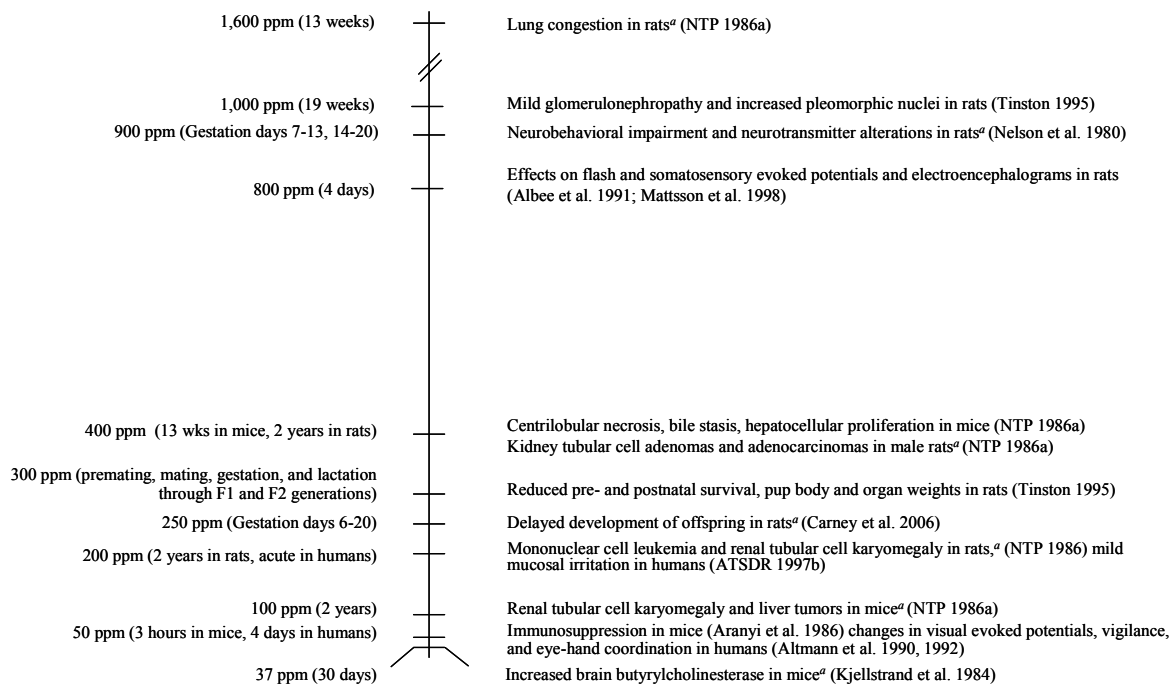 1,600 ppm (13 weeks) Lung congestion in ratsᵃ (NTP 1986a)
1,000 ppm (19 weeks) Mild glomerulonephropathy and increased pleomorphic nuclei in rats (Tinston 1995)
900 ppm (Gestation days 7-13, 14-20) Neurobehavioral impairment and neurotransmitter alterations in ratsᵃ (Nelson et al. 1980)
800 ppm (4 days) Effects on flash and somatosensory evoked potentials and electroencephalograms in rats
(Albee et al. 1991; Mattsson et al. 1998)
400 ppm (13 wks in mice, 2 years in rats) Centrilobular necrosis, bile stasis, hepatocellular proliferation in mice (NTP 1986a)
Kidney tubular cell adenomas and adenocarcinomas in male ratsᵃ (NTP 1986a)
300 ppm (premating, mating, gestation, and lactation
through F1 and F2 generations) Reduced pre- and postnatal survival, pup body and organ weights in rats (Tinston 1995)
250 ppm (Gestation days 6-20) Delayed development of offspring in ratsᵃ (Carney et al. 2006)
200 ppm (2 years in rats, acute in humans) Mononuclear cell leukemia and renal tubular cell karyomegaly in rats,ᵃ (NTP 1986) mild
mucosal irritation in humans (ATSDR 1997b)
100 ppm (2 years) Renal tubular cell karyomegaly and liver tumors in miceᵃ (NTP 1986a)
50 ppm (3 hours in mice, 4 days in humans) Immunosuppression in mice (Aranyi et al. 1986) changes in visual evoked potentials, vigilance,
and eye-hand coordination in humans (Altmann et al. 1990, 1992)
37 ppm (30 days) Increased brain butyrylcholinesterase in miceᵃ (Kjellstrand et al. 1984)